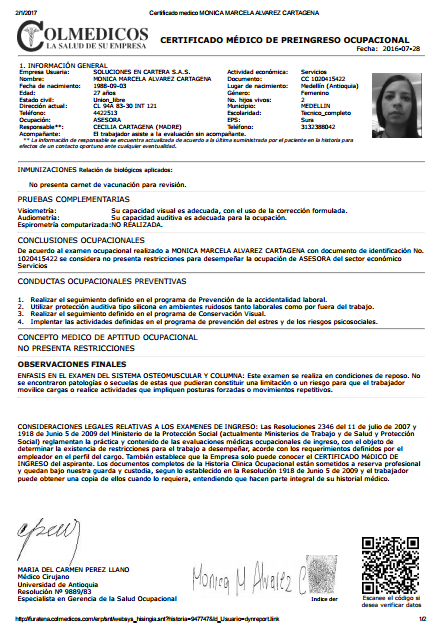 2/1/2017 Certificado medico MONICA MARCELA ALVAREZ CARTAGENA
COLMEDICOS
LA SALUD DE SU EMPRESA
CERTIFICADO MÉDICO DE PREINGRESO OCUPACIONAL
Fecha: 2016-07-28
1. INFORMACIÓN GENERAL
Empresa Usuaria: SOLUCIONES EN CARTERA S.A.S. Actividad económica: Servicios
Nombre: MONICA MARCELA ALVAREZ CARTAGENA Documento: CC 1020415422
Fecha de nacimiento: 1988-09-03 Lugar de nacimiento: Medellín (Antioquia)
Edad: 27 años Género: Femenino
Estado civil: Union_libre No. hijos vivos: 2
Dirección actual: CL 94A 83-30 INT 121 Municipio: MEDELLIN
Teléfono: 4422513 Escolaridad: Tecnico_completo
Ocupación: ASESORA EPS: Sura
Responsable**: CECILIA CARTAGENA (MADRE) Teléfono: 3132388042
Acompañante: El trabajador asiste a la evaluación sin acompañante.
** La información de responsable se encuentra actualizada de acuerdo a la última suministrada por el paciente en la historia para
efectos de un contacto oportuno ante cualquier eventualidad.
INMUNIZACIONES Relación de biológicos aplicados:
No presenta carnet de vacunación para revisión.
PRUEBAS COMPLEMENTARIAS
Visiometría: Su capacidad visual es adecuada, con el uso de la corrección formulada.
Audiometría: Su capacidad auditiva es adecuada para la ocupación.
Espirometría computarizada:NO REALIZADA.
CONCLUSIONES OCUPACIONALES
De acuerdo al examen ocupacional realizado a MONICA MARCELA ALVAREZ CARTAGENA con documento de identificación No.
1020415422 se considera no presenta restricciones para desempeñar la ocupación de ASESORA del sector económico
Servicios
CONDUCTAS OCUPACIONALES PREVENTIVAS
1. Realizar el seguimiento definido en el programa de Prevención de la accidentalidad laboral.
2. Utilizar protección auditiva tipo silicona en ambientes ruidosos tanto laborales como por fuera del trabajo.
3. Realizar el seguimiento definido en el programa de Conservación Visual.
4. Implentar las actividades definidas en el programa de prevención del estres y de los riesgos psicosociales.
CONCEPTO MEDICO DE APTITUD OCUPACIONAL
NO PRESENTA RESTRICCIONES
OBSERVACIONES FINALES
ENFASIS EN EL EXAMEN DEL SISTEMA OSTEOMUSCULAR Y COLUMNA: Este examen se realiza en condiciones de reposo. No
se encontraron patologías o secuelas de estas que pudieran constituir una limitación o un riesgo para que el trabajador
movilice cargas o realice actividades que impliquen posturas forzadas o movimientos repetitivos.
CONSIDERACIONES LEGALES RELATIVAS A LOS EXAMENES DE INGRESO: Las Resoluciones 2346 del 11 de julio de 2007 y
1918 de Junio 5 de 2009 del Ministerio de la Protección Social (actualmente Ministerios de Trabajo y de Salud y Protección
Social) reglamentan la práctica y contenido de las evaluaciones médicas ocupacionales de ingreso, con el objeto de
determinar la existencia de restricciones para el trabajo a desempeñar, acorde con los requerimientos definidos por el
empleador en el perfil del cargo. También establece que la Empresa solo puede conocer el CERTIFICADO MéDICO DE
INGRESO del aspirante. Los documentos completos de la Historia Clinica Ocupacional están sometidos a reserva profesional
y quedan bajo nuestra guarda y custodia, segun lo establecido en la Resolución 1918 de Junio 5 de 2009 y el trabajador
puede obtener una copia de ellos cuando lo requiera, entendiendo que hacen parte integral de su historial médico.
MARIA DEL CARMEN PEREZ LLANO
Médico Cirujano
Universidad de Antioquia
Resolución Nº 9889/83
Especialista en Gerencia de la Salud Ocupacional
Monica M Alvarez C
Indice der
Escanee el código si
desea verificar datos
1/2